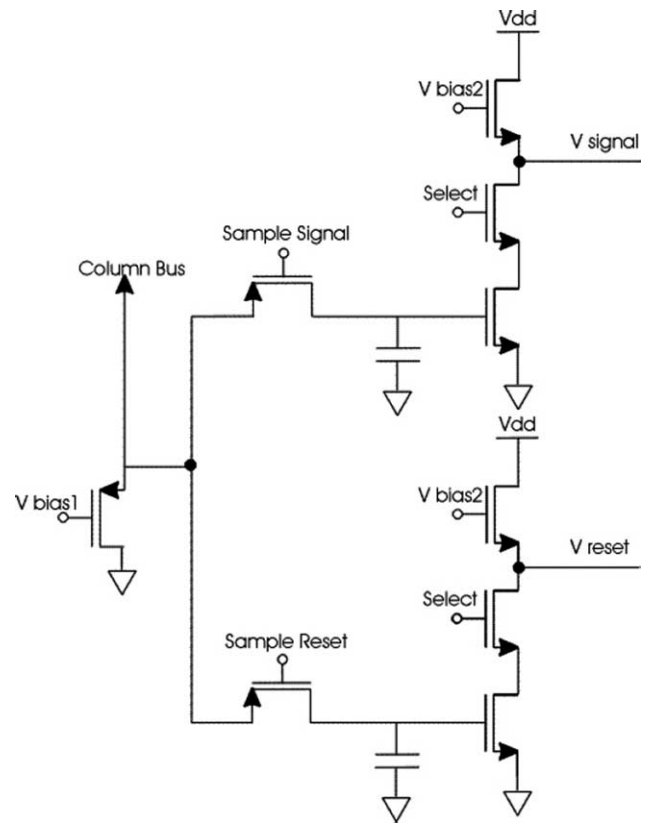 Vdd
V bias2
V signal
Select
Sample Signal
Column Bus
Vdd
V bias1
V bias2
V reset
Select
Sample Reset